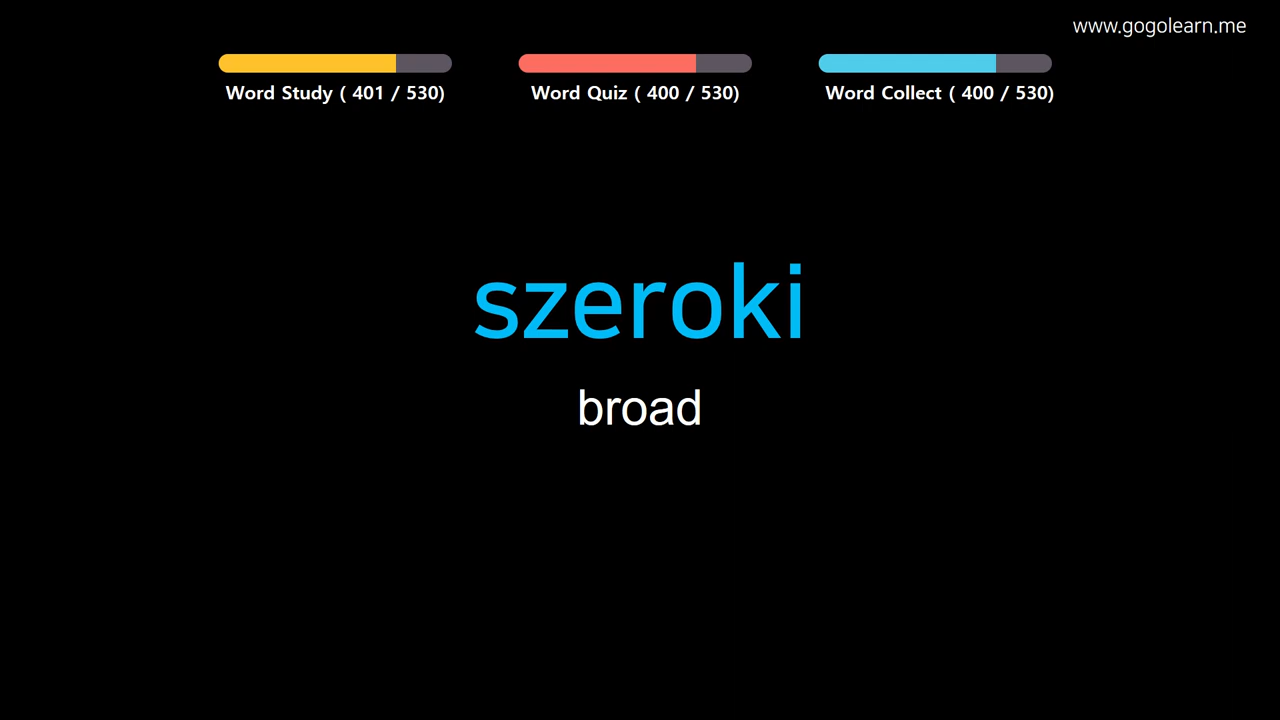 www.gogolearn.me
Word Study ( 401 / 530)
Word Quiz ( 400 / 530)
Word Collect ( 400 / 530)
szeroki
broad